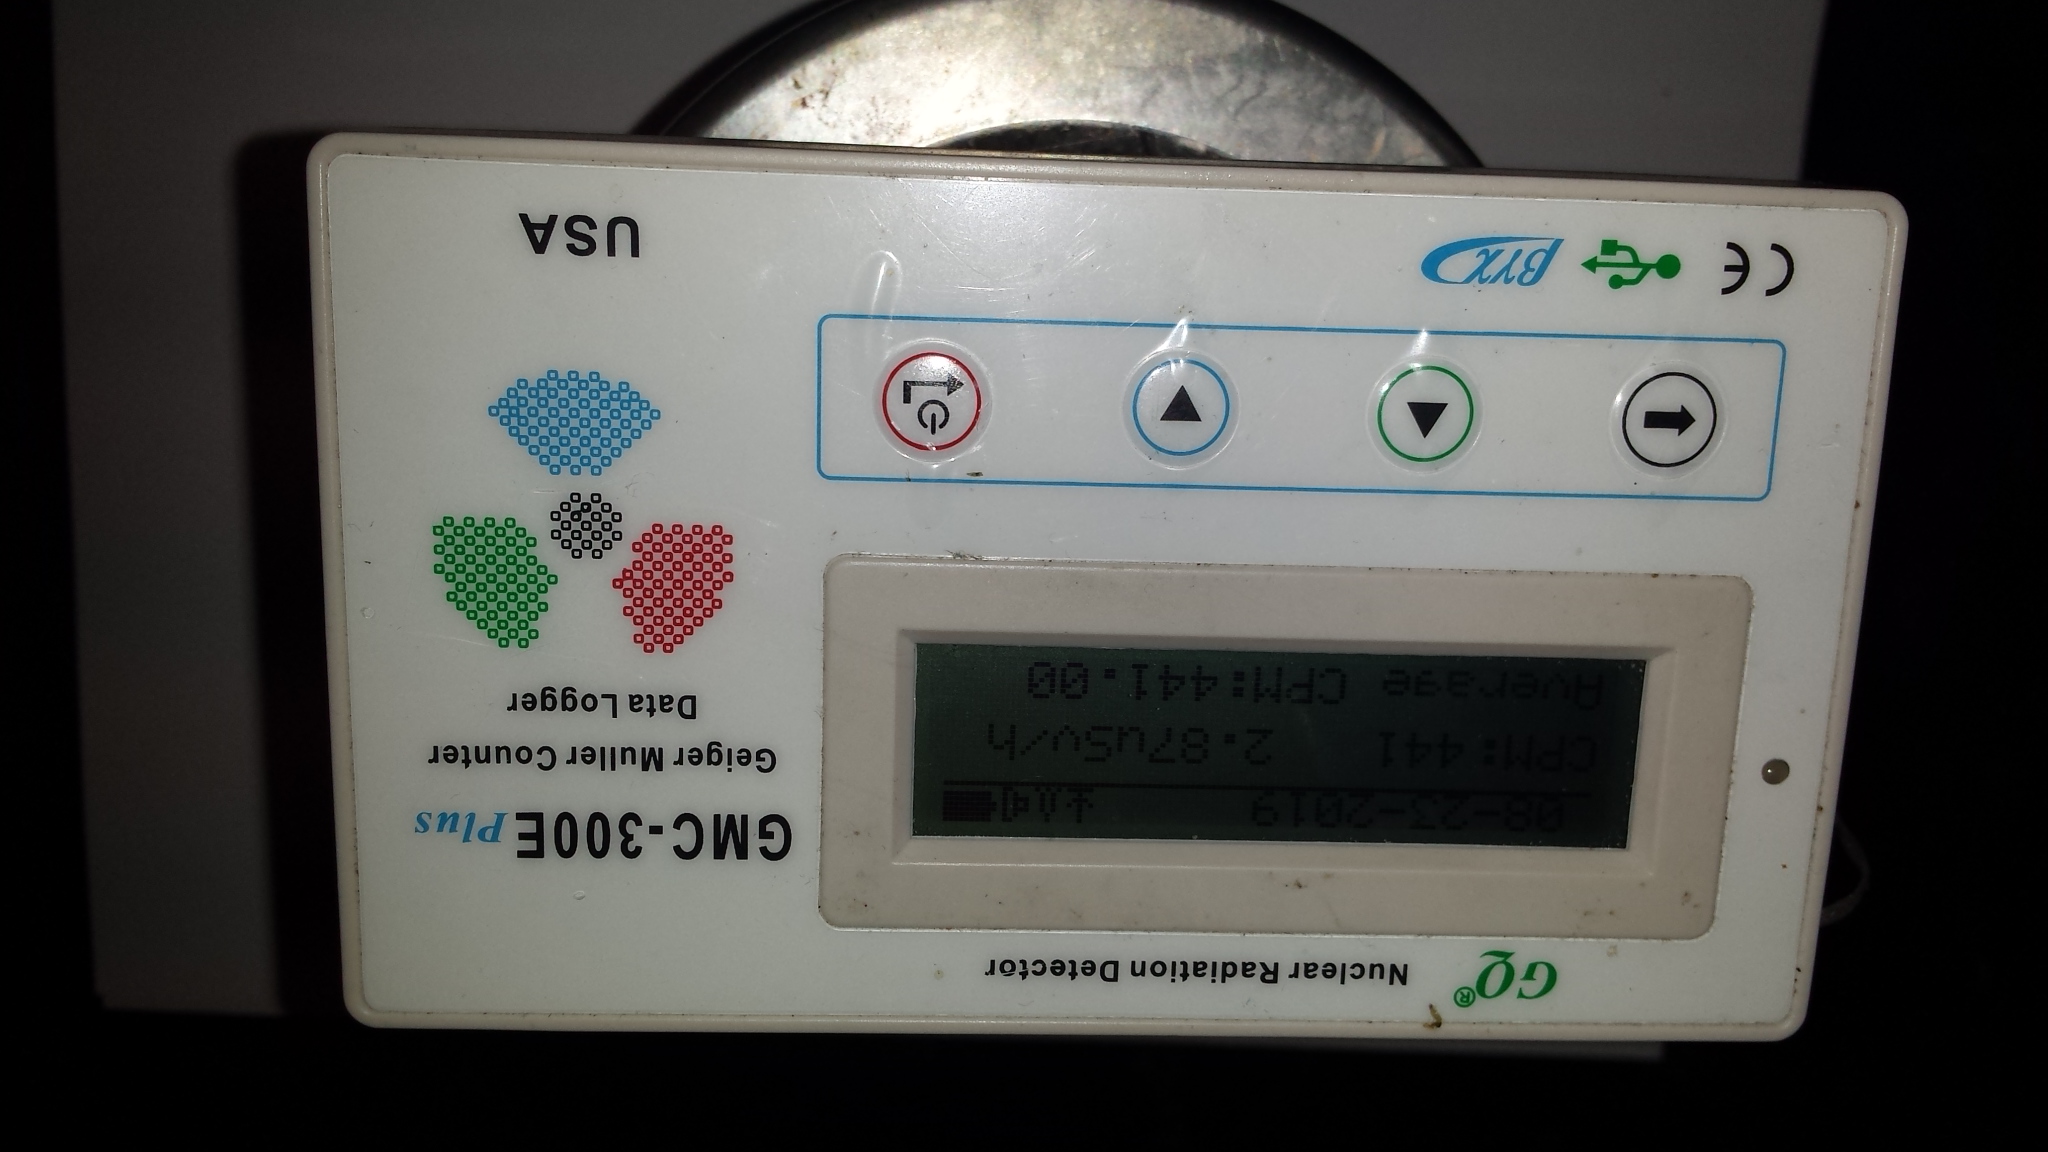 GQ® Nuclear Radiation Detector
08-23-2019
CPM:441 2.87uSv/h
Average CPM:441.00
GMC-300E Plus
Geiger Muller Counter
Data Logger
CE βγχ
USA